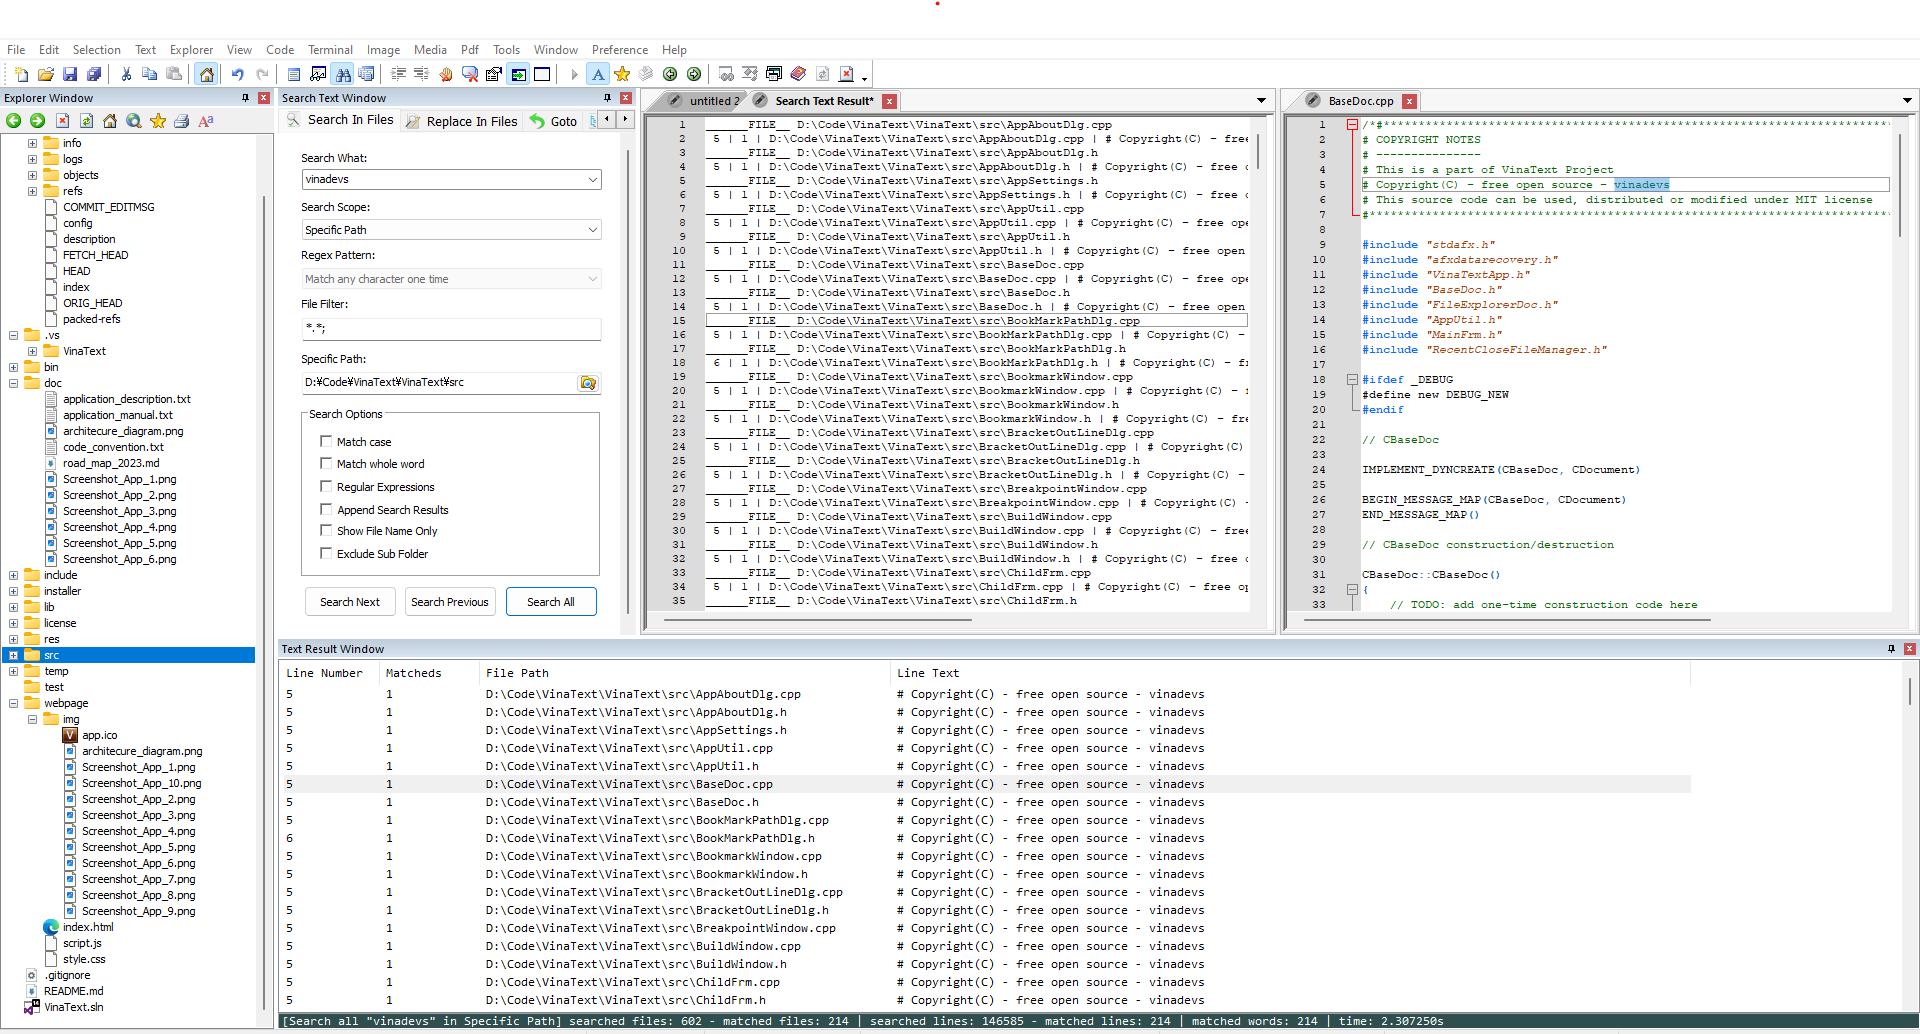 File Edit Selection Text Explorer View Code Terminal Image Media Pdf Tools Window Preference Help
Explorer Window
info
logs
objects
refs
COMMIT_EDITMSG
config
description
FETCH_HEAD
HEAD
index
ORIG_HEAD
packed-refs
.vs
VinaText
bin
doc
application_description.txt
application_manual.txt
architecure_diagram.png
code_convention.txt
road_map_2023.md
Screenshot_App_1.png
Screenshot_App_2.png
Screenshot_App_3.png
Screenshot_App_4.png
Screenshot_App_5.png
Screenshot_App_6.png
include
installer
lib
license
res
src
temp
test
webpage
img
app.ico
architecure_diagram.png
Screenshot_App_1.png
Screenshot_App_10.png
Screenshot_App_2.png
Screenshot_App_3.png
Screenshot_App_4.png
Screenshot_App_5.png
Screenshot_App_6.png
Screenshot_App_7.png
Screenshot_App_8.png
Screenshot_App_9.png
index.html
script.js
style.css
.gitignore
README.md
VinaText.sln
Search Text Window
Search In Files Replace In Files Goto
Search What:
vinadevs
Search Scope:
Specific Path
Regex Pattern:
Match any character one time
File Filter:
*.*;
Specific Path:
D:¥Code¥VinaText¥VinaText¥src
Search Options
Match case
Match whole word
Regular Expressions
Append Search Results
Show File Name Only
Exclude Sub Folder
Search Next Search Previous Search All
untitled 2 Search Text Result*
1 ______FILE__ D:\Code\VinaText\VinaText\src\AppAboutDlg.cpp
2 5 | 1 | D:\Code\VinaText\VinaText\src\AppAboutDlg.cpp | # Copyright(C) - free
3 ______FILE__ D:\Code\VinaText\VinaText\src\AppAboutDlg.h
4 5 | 1 | D:\Code\VinaText\VinaText\src\AppAboutDlg.h | # Copyright(C) - free o
5 ______FILE__ D:\Code\VinaText\VinaText\src\AppSettings.h
6 5 | 1 | D:\Code\VinaText\VinaText\src\AppSettings.h | # Copyright(C) - free o
7 ______FILE__ D:\Code\VinaText\VinaText\src\AppUtil.cpp
8 5 | 1 | D:\Code\VinaText\VinaText\src\AppUtil.cpp | # Copyright(C) - free ope
9 ______FILE__ D:\Code\VinaText\VinaText\src\AppUtil.h
10 5 | 1 | D:\Code\VinaText\VinaText\src\AppUtil.h | # Copyright(C) - free open
11 ______FILE__ D:\Code\VinaText\VinaText\src\BaseDoc.cpp
12 5 | 1 | D:\Code\VinaText\VinaText\src\BaseDoc.cpp | # Copyright(C) - free ope
13 ______FILE__ D:\Code\VinaText\VinaText\src\BaseDoc.h
14 5 | 1 | D:\Code\VinaText\VinaText\src\BaseDoc.h | # Copyright(C) - free open
15 ______FILE__ D:\Code\VinaText\VinaText\src\BookMarkPathDlg.cpp
16 5 | 1 | D:\Code\VinaText\VinaText\src\BookMarkPathDlg.cpp | # Copyright(C) -
17 ______FILE__ D:\Code\VinaText\VinaText\src\BookMarkPathDlg.h
18 6 | 1 | D:\Code\VinaText\VinaText\src\BookMarkPathDlg.h | # Copyright(C) - f
19 ______FILE__ D:\Code\VinaText\VinaText\src\BookmarkWindow.cpp
20 5 | 1 | D:\Code\VinaText\VinaText\src\BookmarkWindow.cpp | # Copyright(C) -
21 ______FILE__ D:\Code\VinaText\VinaText\src\BookmarkWindow.h
22 5 | 1 | D:\Code\VinaText\VinaText\src\BookmarkWindow.h | # Copyright(C) - fr
23 ______FILE__ D:\Code\VinaText\VinaText\src\BracketOutLineDlg.cpp
24 5 | 1 | D:\Code\VinaText\VinaText\src\BracketOutLineDlg.cpp | # Copyright(C)
25 ______FILE__ D:\Code\VinaText\VinaText\src\BracketOutLineDlg.h
26 5 | 1 | D:\Code\VinaText\VinaText\src\BracketOutLineDlg.h | # Copyright(C) -
27 ______FILE__ D:\Code\VinaText\VinaText\src\BreakpointWindow.cpp
28 5 | 1 | D:\Code\VinaText\VinaText\src\BreakpointWindow.cpp | # Copyright(C) -
29 ______FILE__ D:\Code\VinaText\VinaText\src\BuildWindow.cpp
30 5 | 1 | D:\Code\VinaText\VinaText\src\BuildWindow.cpp | # Copyright(C) - free
31 ______FILE__ D:\Code\VinaText\VinaText\src\BuildWindow.h
32 5 | 1 | D:\Code\VinaText\VinaText\src\BuildWindow.h | # Copyright(C) - free o
33 ______FILE__ D:\Code\VinaText\VinaText\src\ChildFrm.cpp
34 5 | 1 | D:\Code\VinaText\VinaText\src\ChildFrm.cpp | # Copyright(C) - free op
35 ______FILE__ D:\Code\VinaText\VinaText\src\ChildFrm.h
BaseDoc.cpp
1 /*#*****************************************************************************
2 # COPYRIGHT NOTES
3 # ---------------
4 # This is a part of VinaText Project
5 # Copyright(C) - free open source - vinadevs
6 # This source code can be used, distributed or modified under MIT license
7 #******************************************************************************
8
9 #include "stdafx.h"
10 #include "afxdatarecovery.h"
11 #include "VinaTextApp.h"
12 #include "BaseDoc.h"
13 #include "FileExplorerDoc.h"
14 #include "AppUtil.h"
15 #include "MainFrm.h"
16 #include "RecentCloseFileManager.h"
17
18 #ifdef _DEBUG
19 #define new DEBUG_NEW
20 #endif
21
22 // CBaseDoc
23
24 IMPLEMENT_DYNCREATE(CBaseDoc, CDocument)
25
26 BEGIN_MESSAGE_MAP(CBaseDoc, CDocument)
27 END_MESSAGE_MAP()
28
29 // CBaseDoc construction/destruction
30
31 CBaseDoc::CBaseDoc()
32 {
33 // TODO: add one-time construction code here
Text Result Window
Line Number Matcheds File Path Line Text
5 1 D:\Code\VinaText\VinaText\src\AppAboutDlg.cpp # Copyright(C) - free open source - vinadevs
5 1 D:\Code\VinaText\VinaText\src\AppAboutDlg.h # Copyright(C) - free open source - vinadevs
5 1 D:\Code\VinaText\VinaText\src\AppSettings.h # Copyright(C) - free open source - vinadevs
5 1 D:\Code\VinaText\VinaText\src\AppUtil.cpp # Copyright(C) - free open source - vinadevs
5 1 D:\Code\VinaText\VinaText\src\AppUtil.h # Copyright(C) - free open source - vinadevs
5 1 D:\Code\VinaText\VinaText\src\BaseDoc.cpp # Copyright(C) - free open source - vinadevs
5 1 D:\Code\VinaText\VinaText\src\BaseDoc.h # Copyright(C) - free open source - vinadevs
5 1 D:\Code\VinaText\VinaText\src\BookMarkPathDlg.cpp # Copyright(C) - free open source - vinadevs
6 1 D:\Code\VinaText\VinaText\src\BookMarkPathDlg.h # Copyright(C) - free open source - vinadevs
5 1 D:\Code\VinaText\VinaText\src\BookmarkWindow.cpp # Copyright(C) - free open source - vinadevs
5 1 D:\Code\VinaText\VinaText\src\BookmarkWindow.h # Copyright(C) - free open source - vinadevs
5 1 D:\Code\VinaText\VinaText\src\BracketOutLineDlg.cpp # Copyright(C) - free open source - vinadevs
5 1 D:\Code\VinaText\VinaText\src\BracketOutLineDlg.h # Copyright(C) - free open source - vinadevs
5 1 D:\Code\VinaText\VinaText\src\BreakpointWindow.cpp # Copyright(C) - free open source - vinadevs
5 1 D:\Code\VinaText\VinaText\src\BuildWindow.cpp # Copyright(C) - free open source - vinadevs
5 1 D:\Code\VinaText\VinaText\src\BuildWindow.h # Copyright(C) - free open source - vinadevs
5 1 D:\Code\VinaText\VinaText\src\ChildFrm.cpp # Copyright(C) - free open source - vinadevs
5 1 D:\Code\VinaText\VinaText\src\ChildFrm.h # Copyright(C) - free open source - vinadevs
[Search all "vinadevs" in Specific Path] searched files: 602 - matched files: 214 | searched lines: 146585 - matched lines: 214 | matched words: 214 | time: 2.307250s